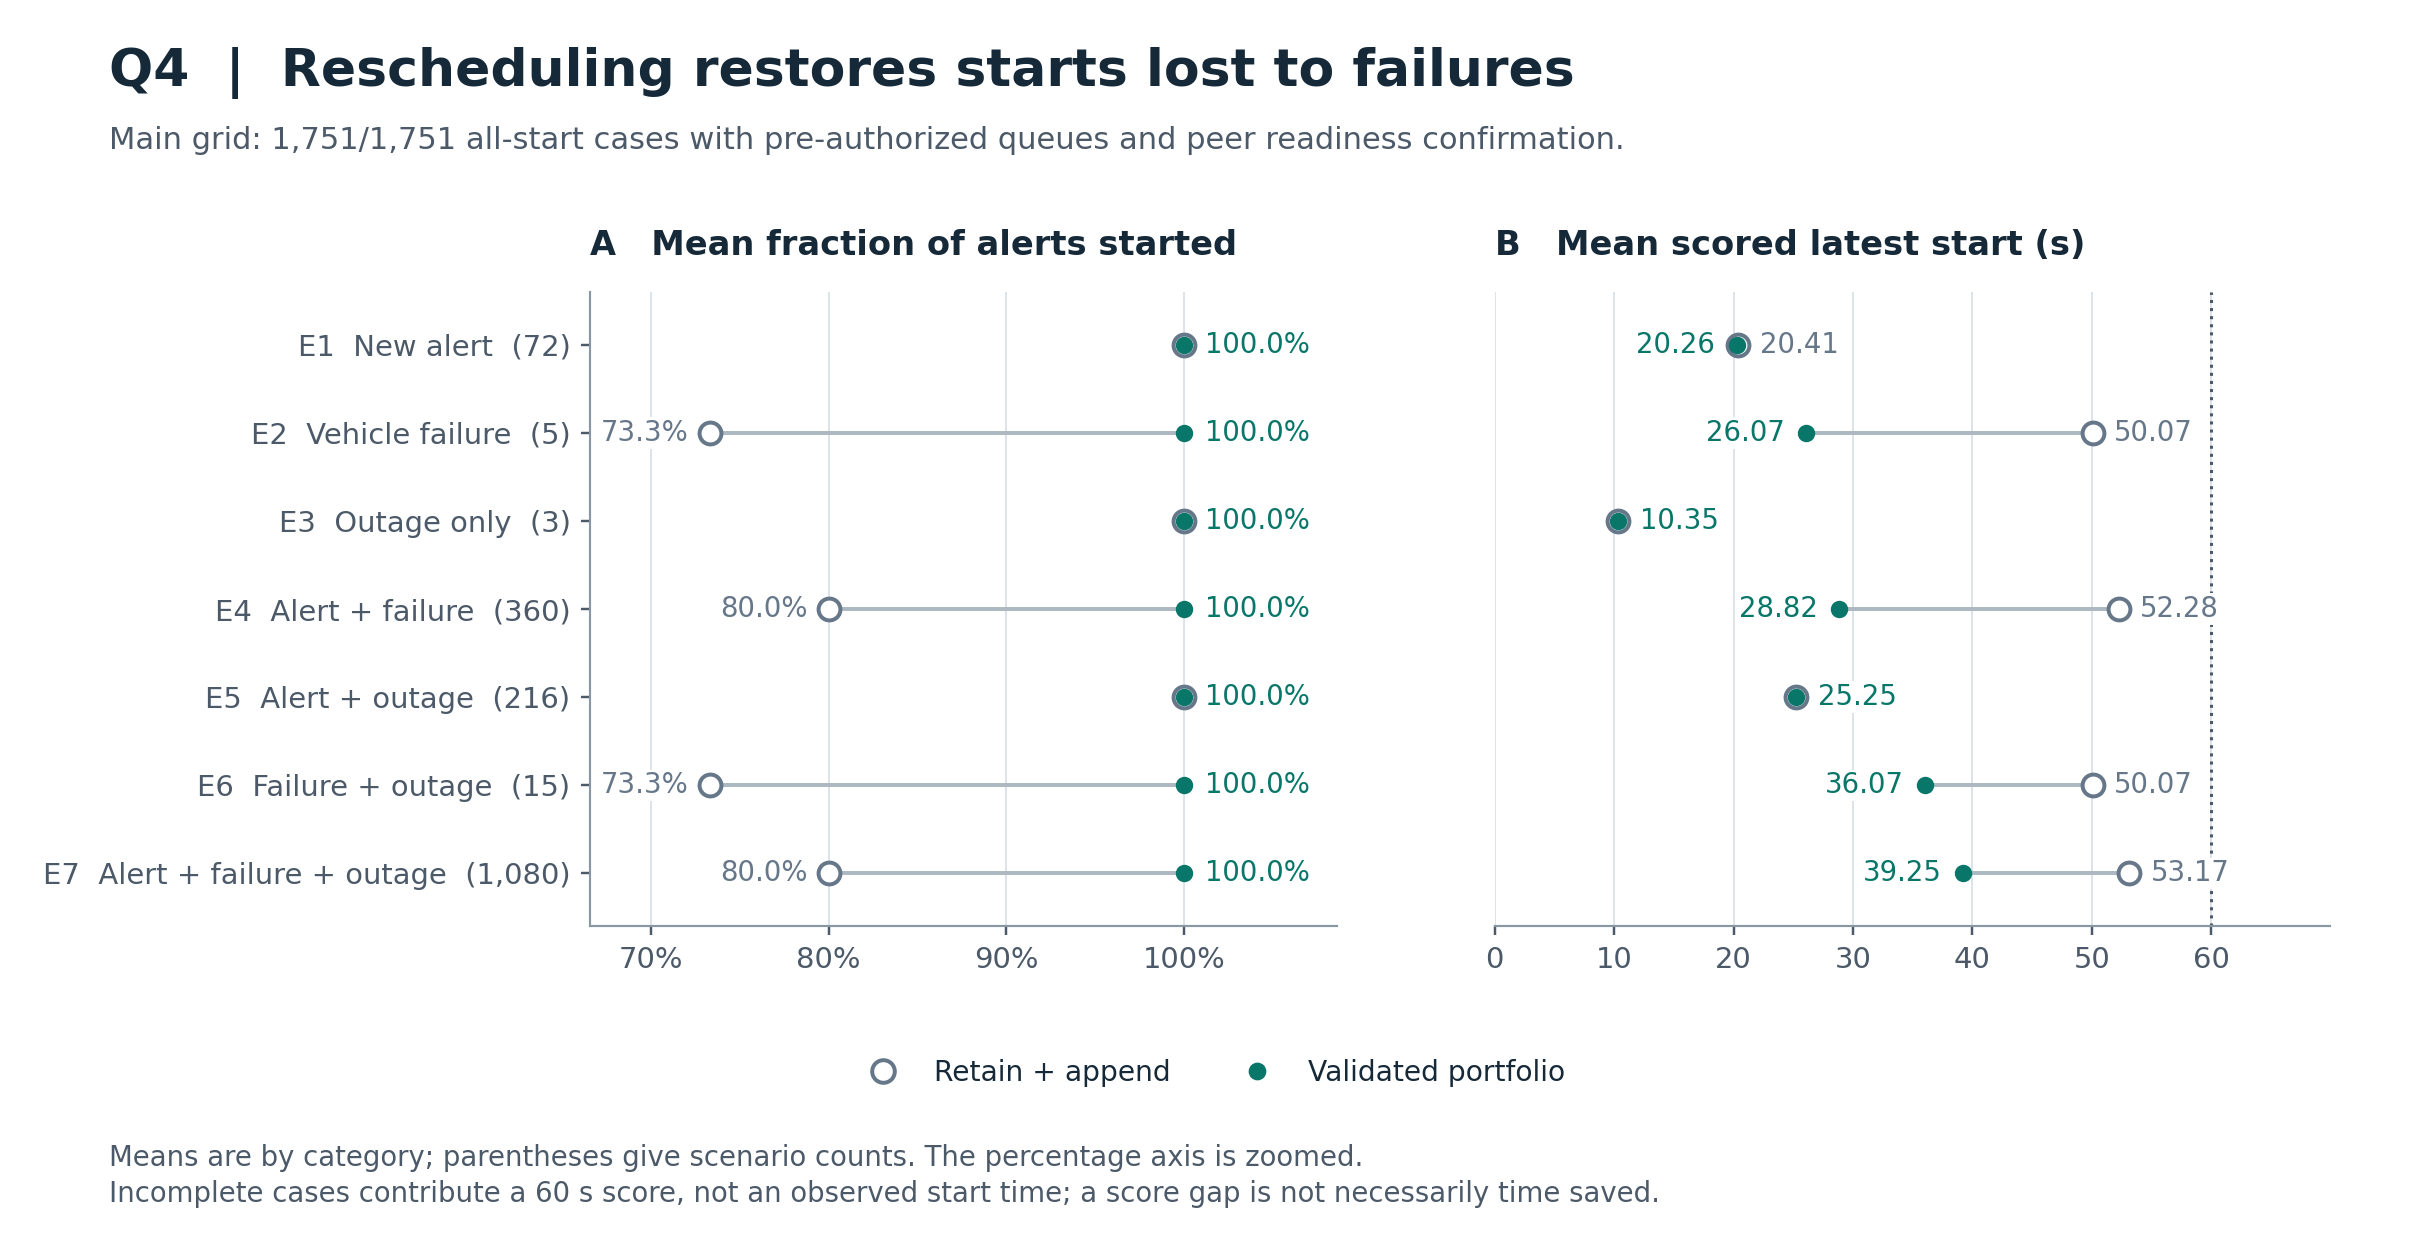 Q4 | Rescheduling restores starts lost to failures
Main grid: 1,751/1,751 all-start cases with pre-authorized queues and peer readiness confirmation.
A Mean fraction of alerts started
B Mean scored latest start (s)
E1 New alert (72)
100.0%
20.26
20.41
E2 Vehicle failure (5)
73.3%
100.0%
26.07
50.07
E3 Outage only (3)
100.0%
10.35
E4 Alert + failure (360)
80.0%
100.0%
28.82
52.28
E5 Alert + outage (216)
100.0%
25.25
E6 Failure + outage (15)
73.3%
100.0%
36.07
50.07
E7 Alert + failure + outage (1,080)
80.0%
100.0%
39.25
53.17
70% 80% 90% 100%
0 10 20 30 40 50 60
Retain + append
Validated portfolio
Means are by category; parentheses give scenario counts. The percentage axis is zoomed.
Incomplete cases contribute a 60 s score, not an observed start time; a score gap is not necessarily time saved.